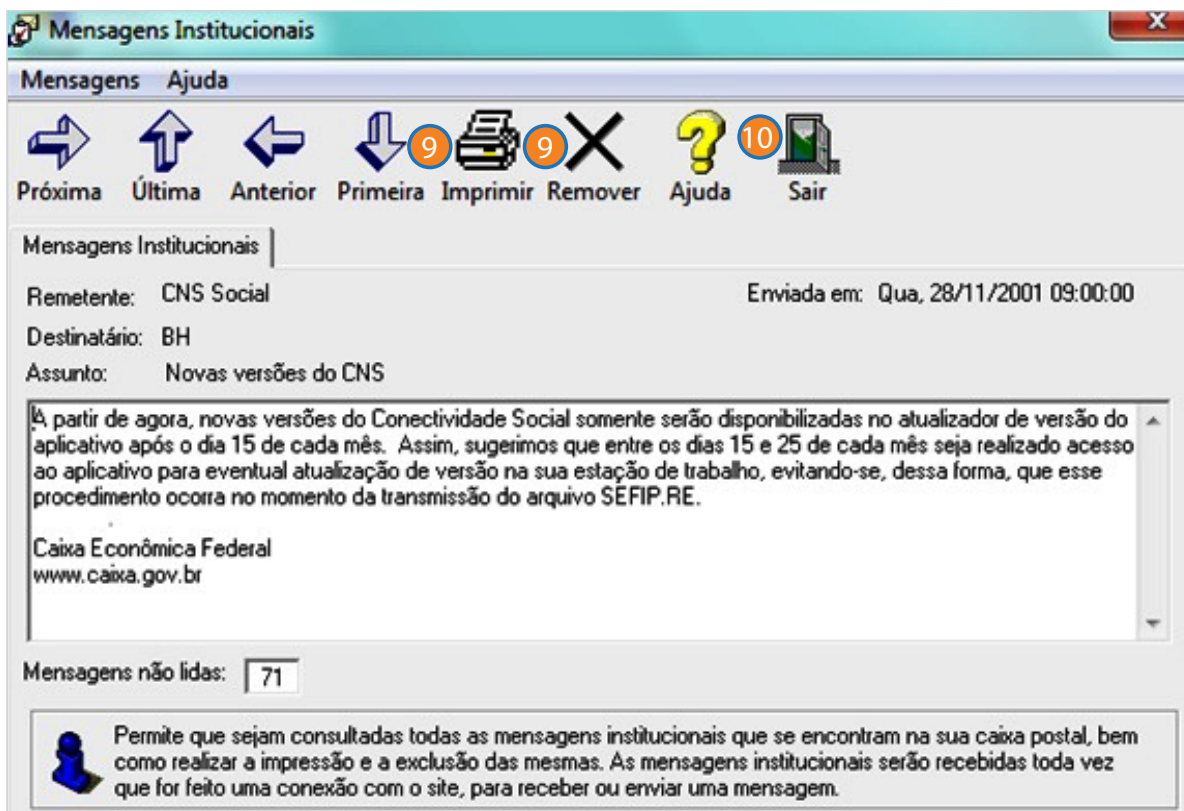 Mensagens Institucionais
Mensagens Ajuda
9 9 10
Próxima Última Anterior Primeira Imprimir Remover Ajuda Sair
Mensagens Institucionais
Remetente: CNS Social Enviada em: Qua, 28/11/2001 09:00:00
Destinatário: BH
Assunto: Novas versões do CNS
A partir de agora, novas versões do Conectividade Social somente serão disponibilizadas no atualizador de versão do
aplicativo após o dia 15 de cada mês. Assim, sugerimos que entre os dias 15 e 25 de cada mês seja realizado acesso
ao aplicativo para eventual atualização de versão na sua estação de trabalho, evitando-se, dessa forma, que esse
procedimento ocorra no momento da transmissão do arquivo SEFIP.RE.
Caixa Econômica Federal
www.caixa.gov.br
Mensagens não lidas: 71
Permite que sejam consultadas todas as mensagens institucionais que se encontram na sua caixa postal, bem
como realizar a impressão e a exclusão das mesmas. As mensagens institucionais serão recebidas toda vez
que for feito uma conexão com o site, para receber ou enviar uma mensagem.